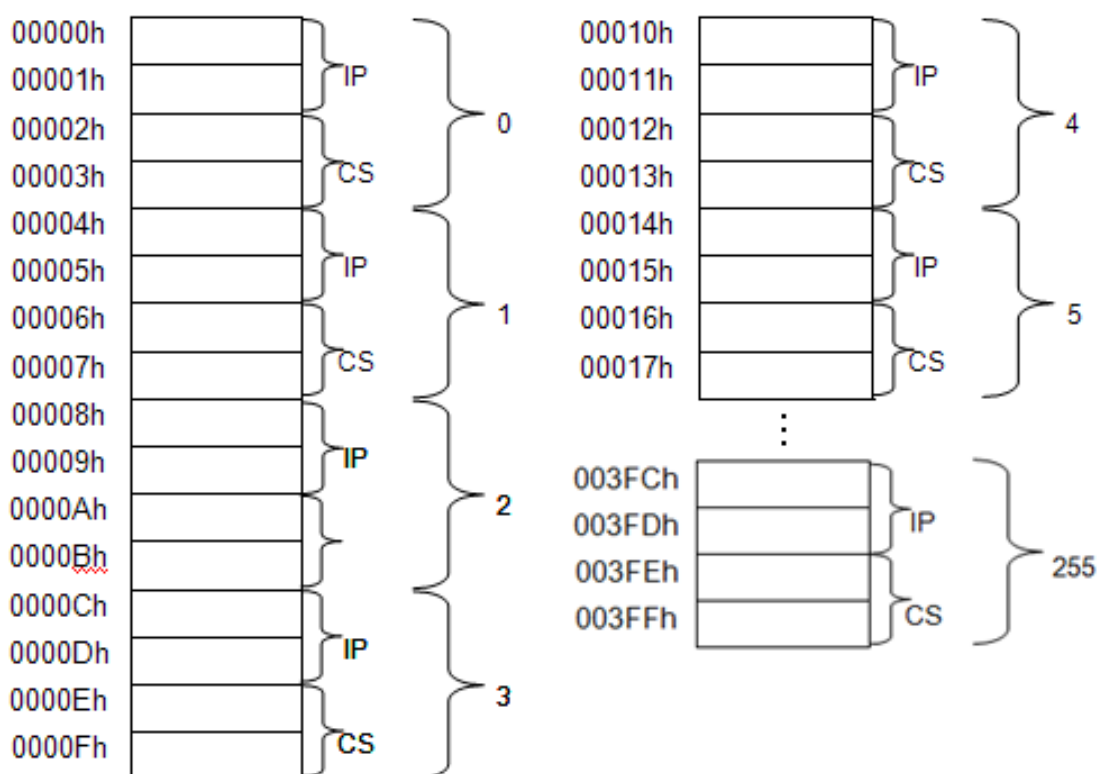 00000h
00001h
IP
00002h
00003h
CS
0
00004h
00005h
IP
00006h
00007h
CS
1
00008h
00009h
IP
0000Ah
0000Bh
2
0000Ch
0000Dh
IP
0000Eh
0000Fh
CS
3
00010h
00011h
IP
00012h
00013h
CS
4
00014h
00015h
IP
00016h
00017h
CS
5
⋮
003FCh
003FDh
IP
003FEh
003FFh
CS
255